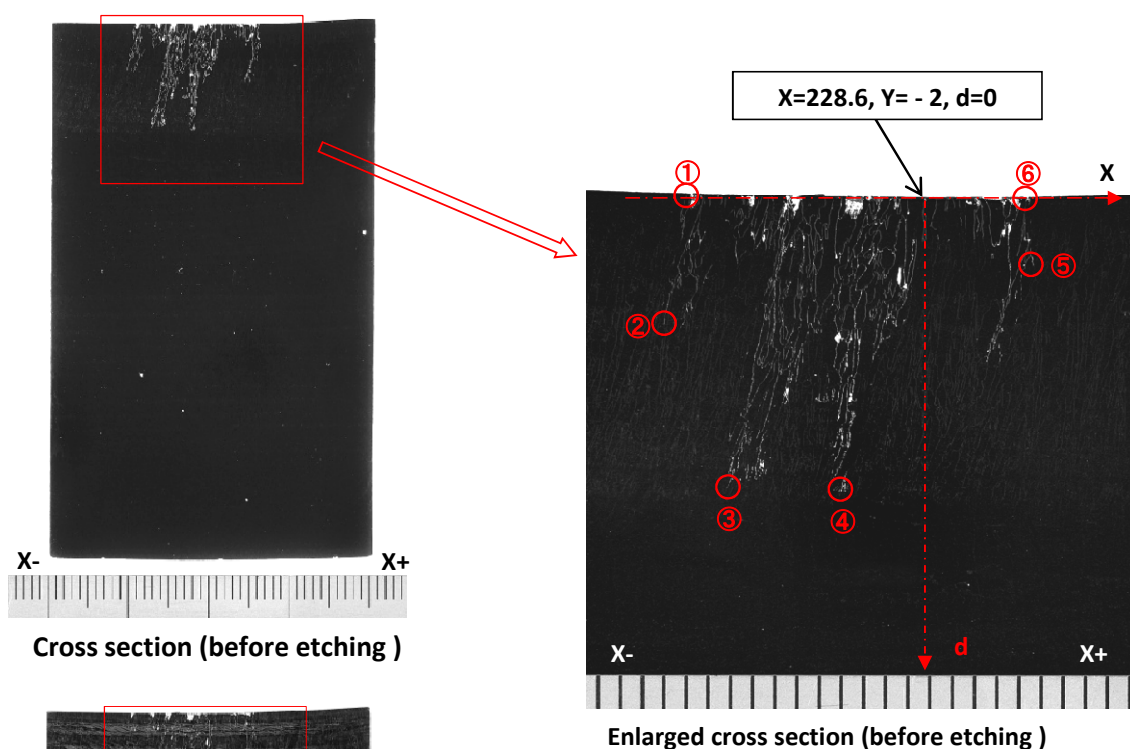 X=228.6, Y= - 2, d=0
①
⑥
X
⑤
②
③
④
d
X-
X+
X-
X+
Cross section (before etching )
Enlarged cross section (before etching )